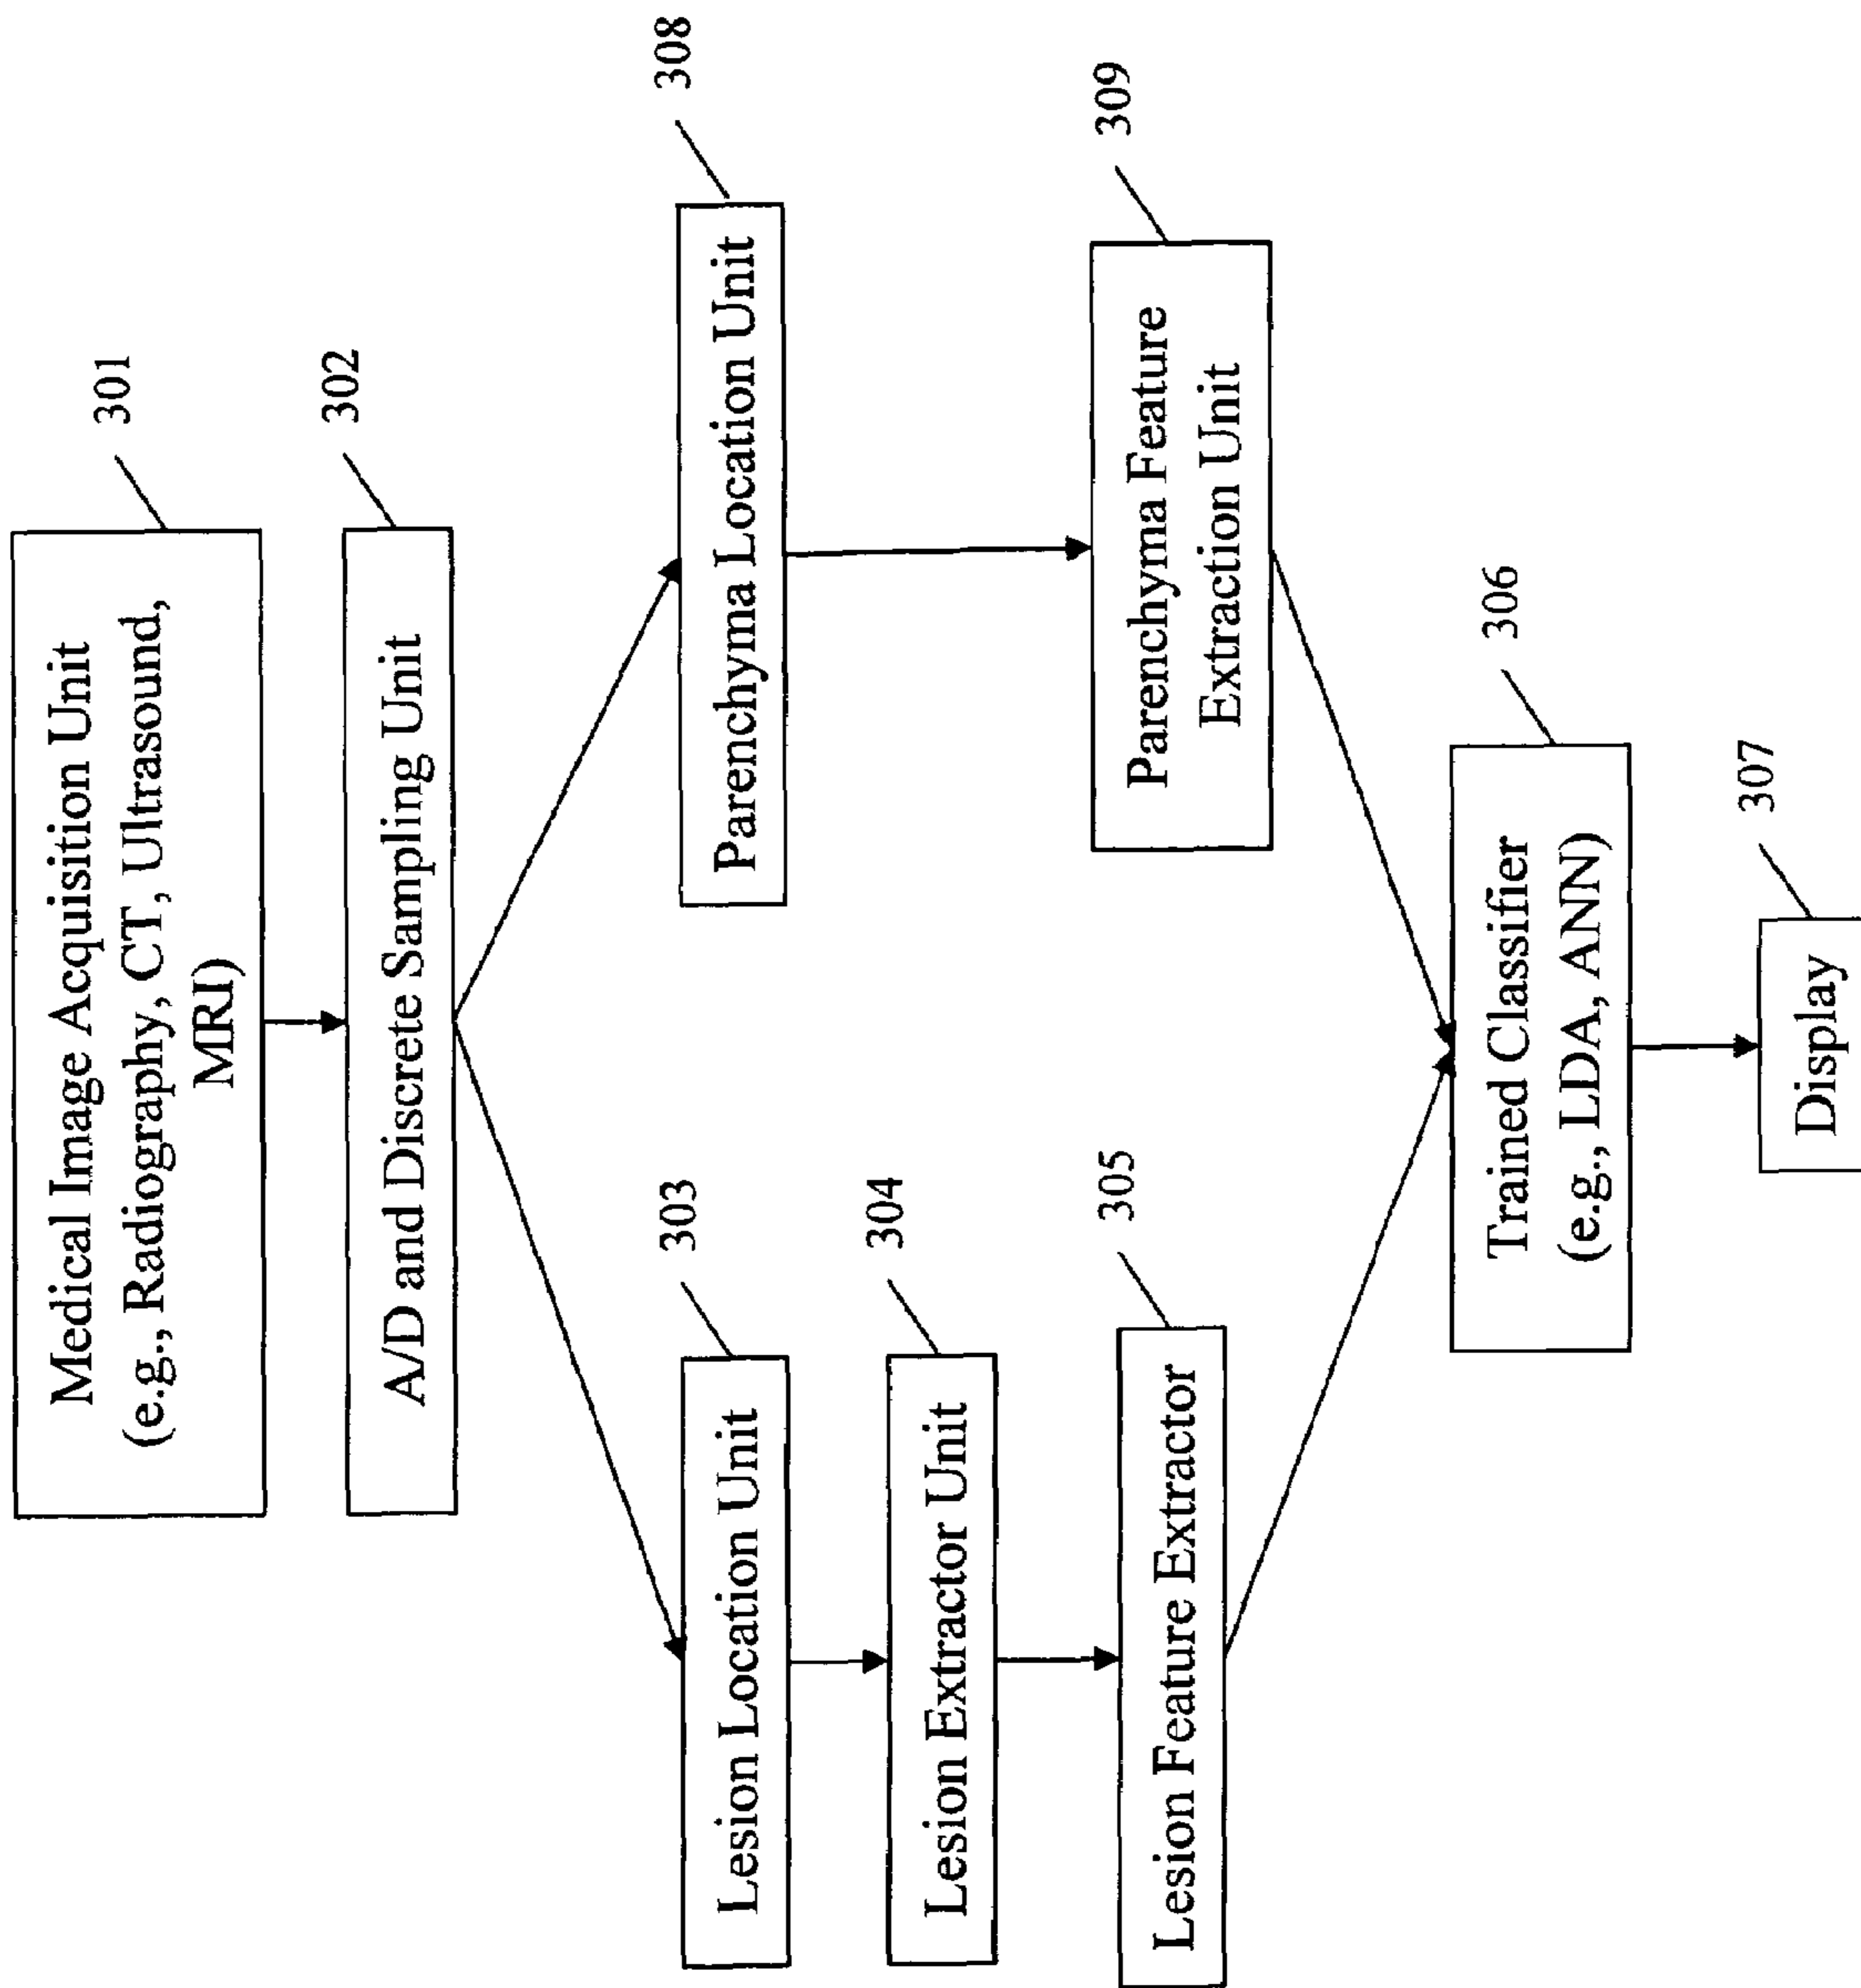 Medical Image Acquisition Unit
(e.g., Radiography, CT, Ultrasound,
MRI)
301
A/D and Discrete Sampling Unit
302
Lesion Location Unit
303
Lesion Extractor Unit
304
Lesion Feature Extractor
305
Parenchyma Location Unit
308
Parenchyma Feature
Extraction Unit
309
Trained Classifier
(e.g., LDA, ANN)
306
Display
307